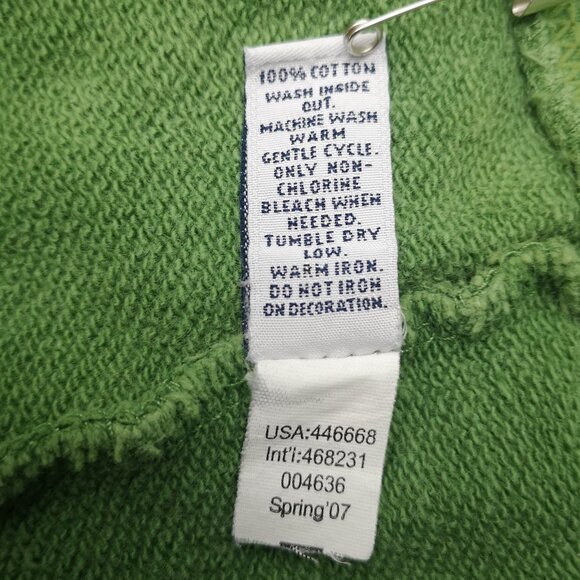 100% COTTON
WASH INSIDE
OUT.
MACHINE WASH
WARM
GENTLE CYCLE.
ONLY NON-
CHLORINE
BLEACH WHEN
NEEDED.
TUMBLE DRY
LOW.
WARM IRON.
DO NOT IRON
ON DECORATION.
USA:446668
Int'l:468231
004636
Spring'07